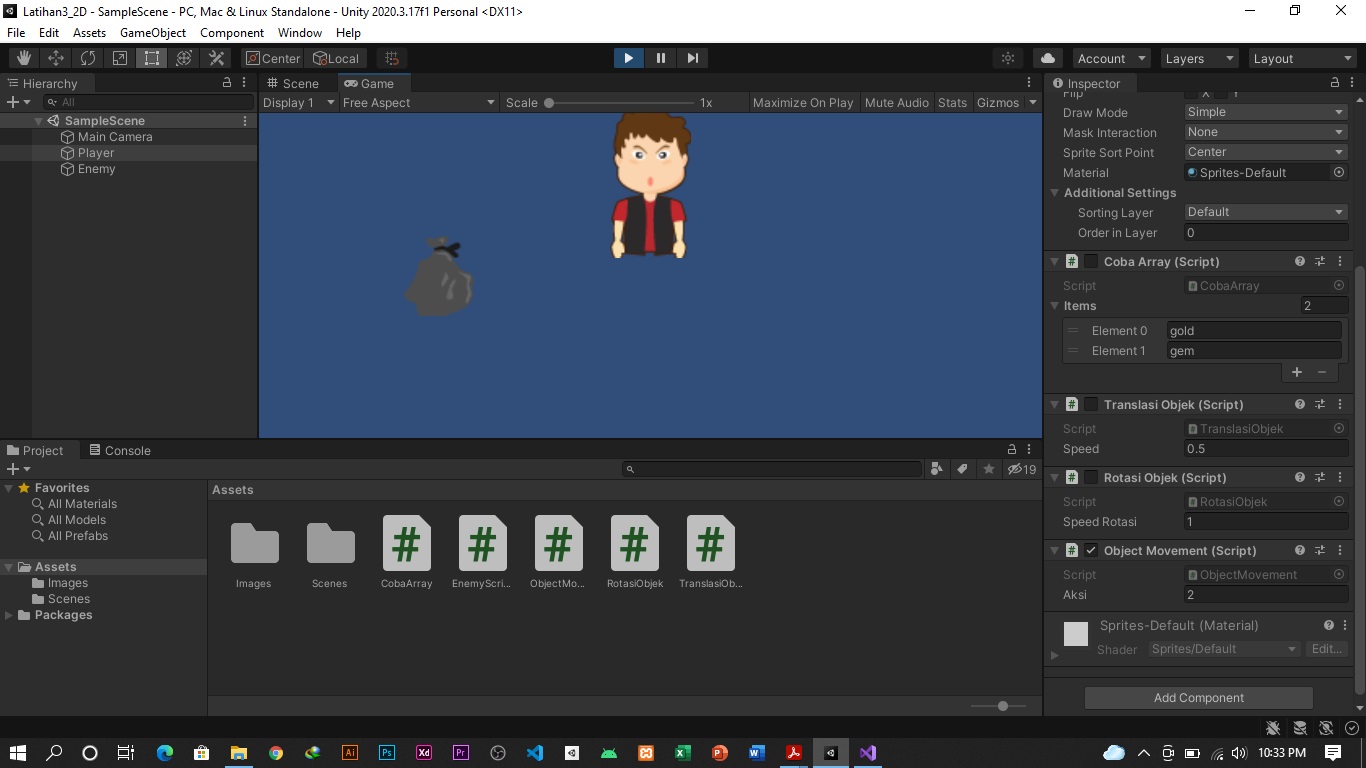 Latihan3_2D - SampleScene - PC, Mac & Linux Standalone - Unity 2020.3.17f1 Personal <DX11>
File Edit Assets GameObject Component Window Help
Center Local Account Layers Layout
Hierarchy
All
SampleScene
Main Camera
Player
Enemy
Scene Game
Display 1 Free Aspect Scale 1x Maximize On Play Mute Audio Stats Gizmos
Inspector
Flip X Y
Draw Mode Simple
Mask Interaction None
Sprite Sort Point Center
Material Sprites-Default
Additional Settings
Sorting Layer Default
Order in Layer 0
# Coba Array (Script)
Script CobaArray
Items 2
Element 0 gold
Element 1 gem
# Translasi Objek (Script)
Script TranslasiObjek
Speed 0.5
# Rotasi Objek (Script)
Script RotasiObjek
Speed Rotasi 1
# Object Movement (Script)
Script ObjectMovement
Aksi 2
Sprites-Default (Material)
Shader Sprites/Default Edit...
Add Component
Project Console
19
Favorites
All Materials
All Models
All Prefabs
Assets
Images
Scenes
Packages
Assets
# # # # #
Images Scenes CobaArray EnemyScri... ObjectMo... RotasiObjek TranslasiOb...
Ai Ps Xd Pr
10:33 PM